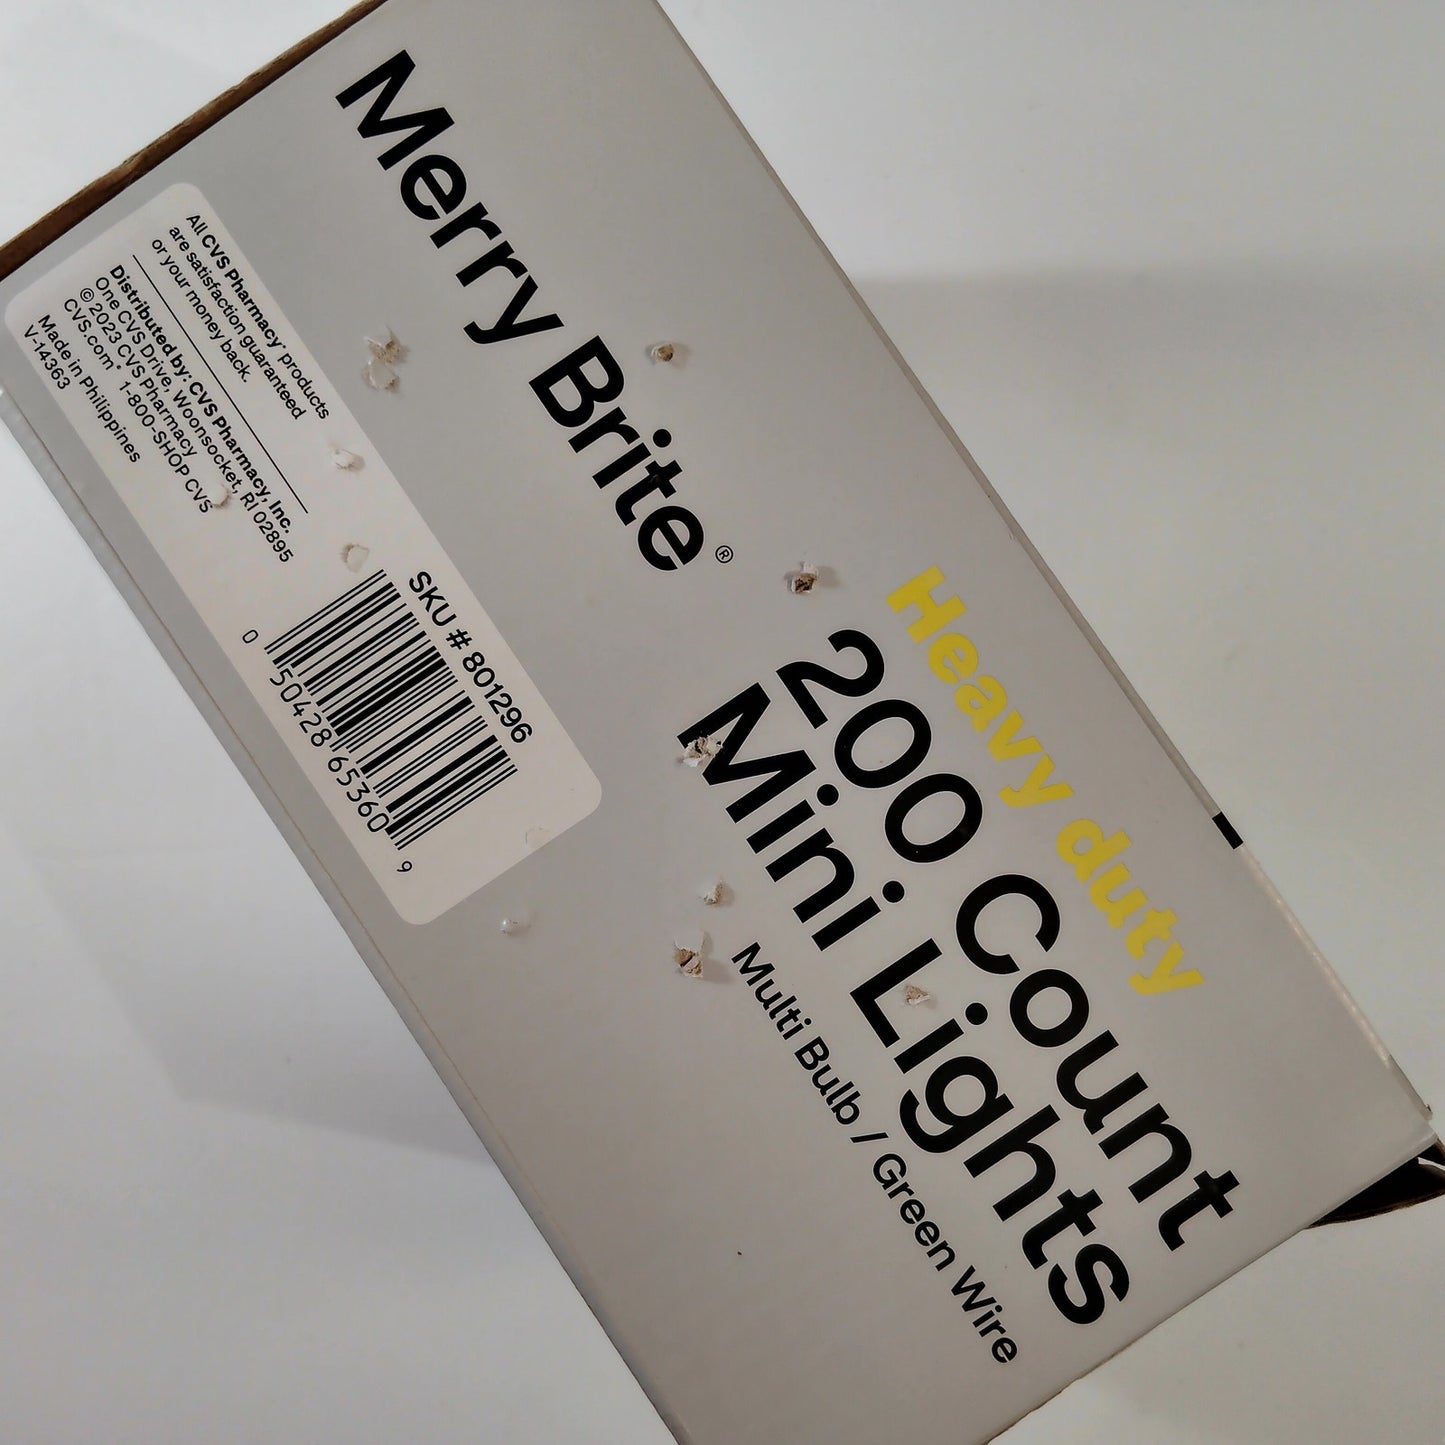 Merry Brite®
Heavy duty
200 Count
Mini Lights
Multi Bulb / Green Wire
All CVS Pharmacy® products
are satisfaction guaranteed
or your money back.
Distributed by: CVS Pharmacy, Inc.
One CVS Drive, Woonsocket, RI 02895
© 2023 CVS Pharmacy
CVS.com® 1-800-SHOP CVS
Made in Philippines
V-14363
SKU # 801296
0 50428 65360 9